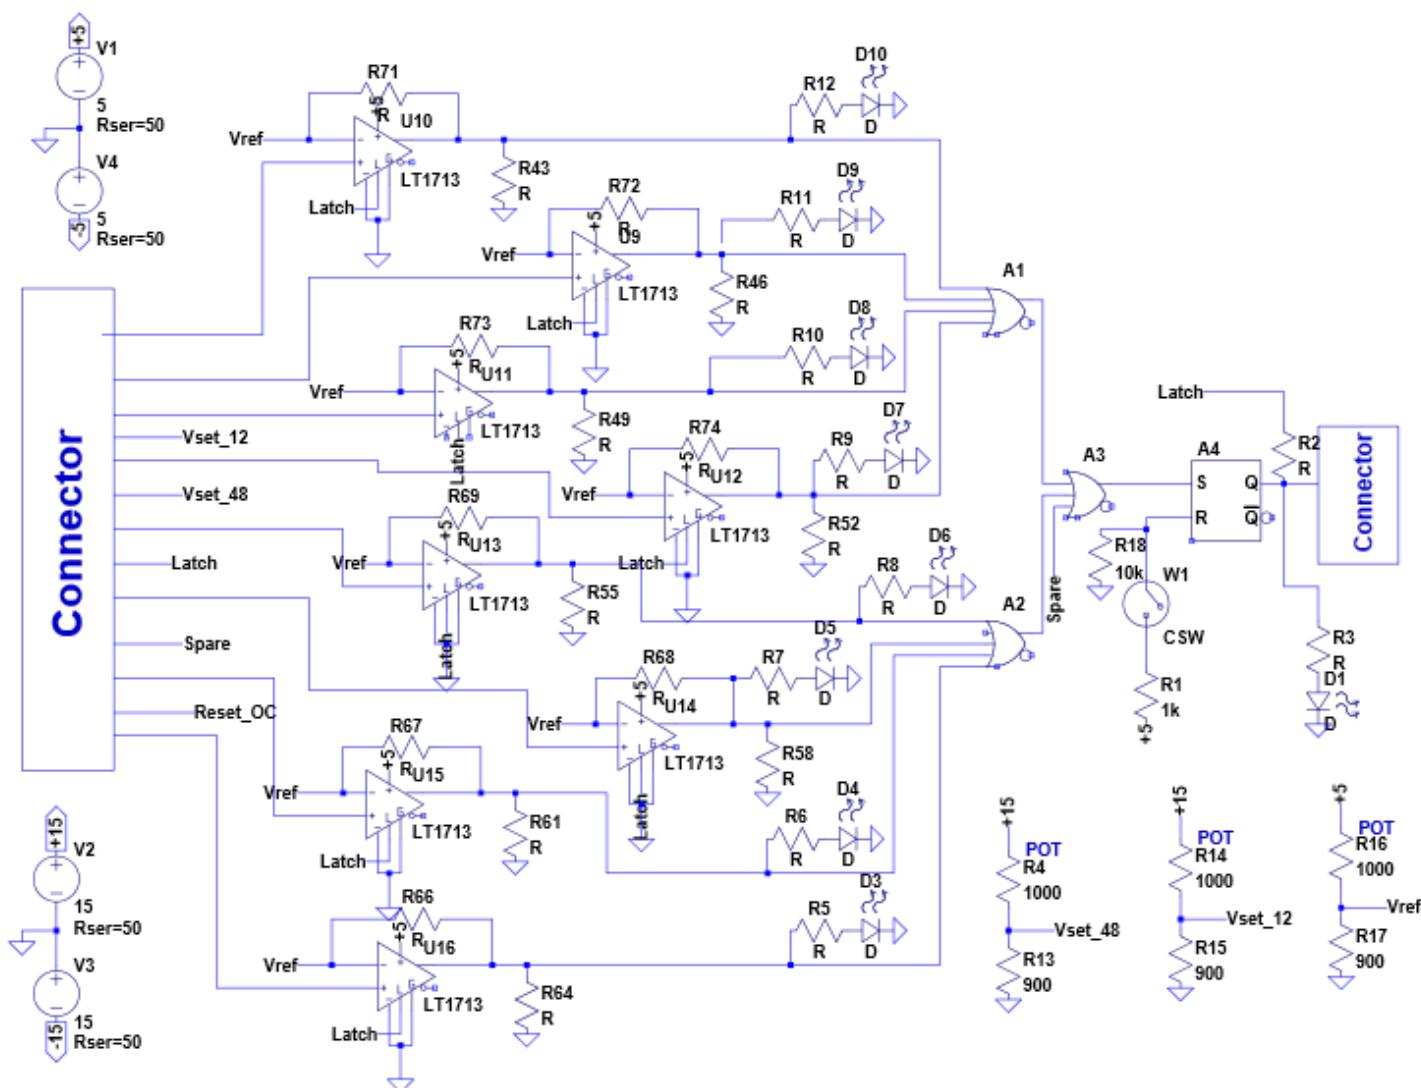 +5
V1
5
Rser=50
V4
5
Rser=50
-5
R71
R
+5
U10
Vref
LT1713
Latch
R43
R
R12
R
D10
D
R72
R
+5
U9
Vref
LT1713
Latch
R46
R
R11
R
D9
D
A1
Connector
R73
R
+5
U11
Vref
LT1713
Latch
R49
R
R10
R
D8
D
Vset_12
Vset_48
Latch
Spare
Reset_OC
R74
R
+5
U12
Vref
LT1713
Latch
R52
R
R9
R
D7
D
R69
R
+5
U13
Vref
LT1713
Latch
R55
R
R8
R
D6
D
A2
A3
Spare
Latch
A4
S
Q
R
Q
R2
R
Connector
R18
10k
W1
CSW
R1
1k
+5
R3
R
D1
D
R68
R
+5
U14
Vref
LT1713
Latch
R58
R
R7
R
D5
D
R67
R
+5
U15
Vref
LT1713
Latch
R61
R
R6
R
D4
D
R66
R
+5
U16
Vref
LT1713
Latch
R64
R
R5
R
D3
D
+15
V2
15
Rser=50
V3
15
Rser=50
-15
+15
POT
R4
1000
Vset_48
R13
900
+15
POT
R14
1000
Vset_12
R15
900
+5
POT
R16
1000
Vref
R17
900